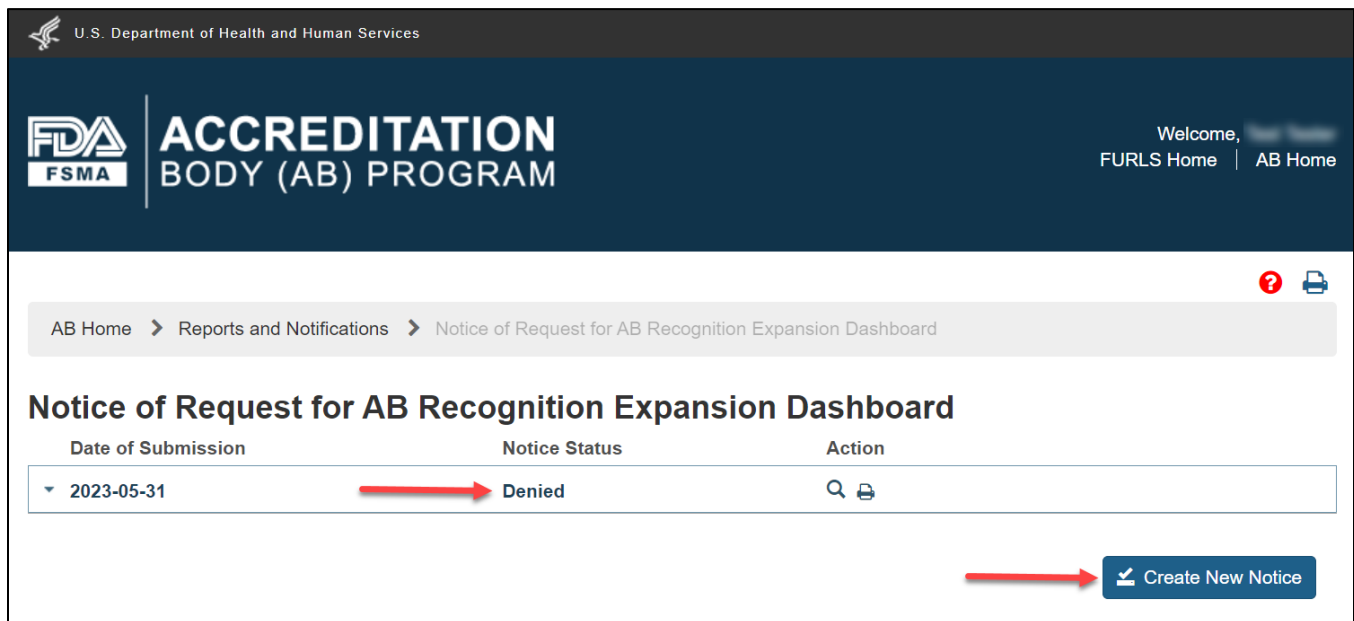 U.S. Department of Health and Human Services
FDA
FSMA
ACCREDITATION
BODY (AB) PROGRAM
Welcome,
FURLS Home | AB Home
?
AB Home > Reports and Notifications > Notice of Request for AB Recognition Expansion Dashboard
Notice of Request for AB Recognition Expansion Dashboard
Date of Submission Notice Status Action
2023-05-31 Denied
Create New Notice